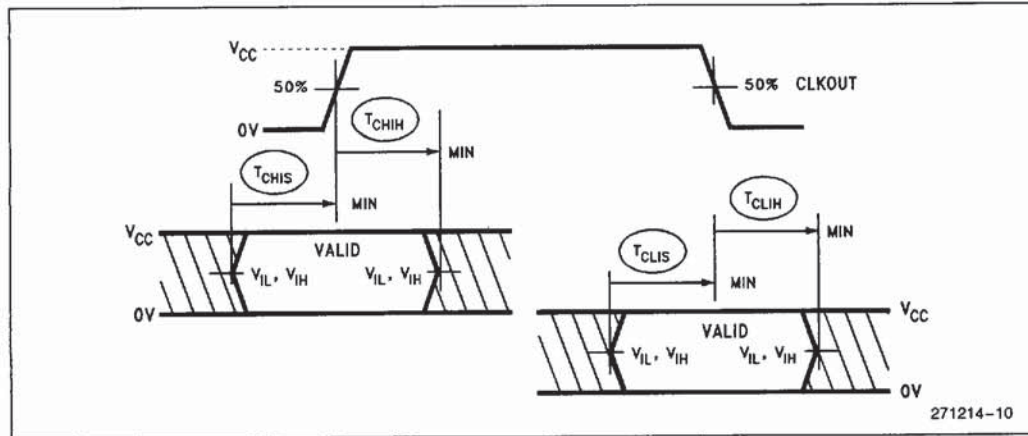 VCC
50%
50% CLKOUT
0V
TCHIH
MIN
TCHIS
MIN
TCLIH
MIN
VCC
VALID
TCLIS
MIN
VIL, VIH
VIL, VIH
0V
VCC
VALID
VIL, VIH
VIL, VIH
0V
271214-10